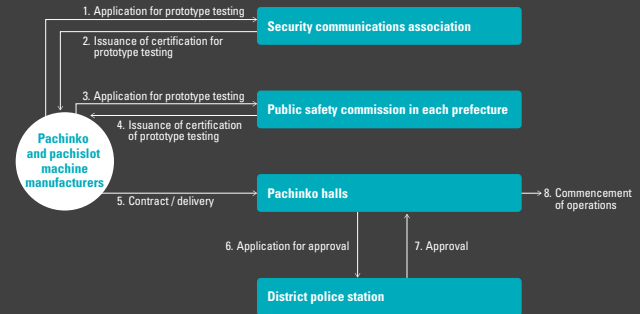 1. Application for prototype testing
Security communications association
2. Issuance of certification for
prototype testing
3. Application for prototype testing
Public safety commission in each prefecture
4. Issuance of certification
of prototype testing
Pachinko
and pachislot
machine
manufacturers
5. Contract / delivery
Pachinko halls
8. Commencement
of operations
6. Application for approval
7. Approval
District police station